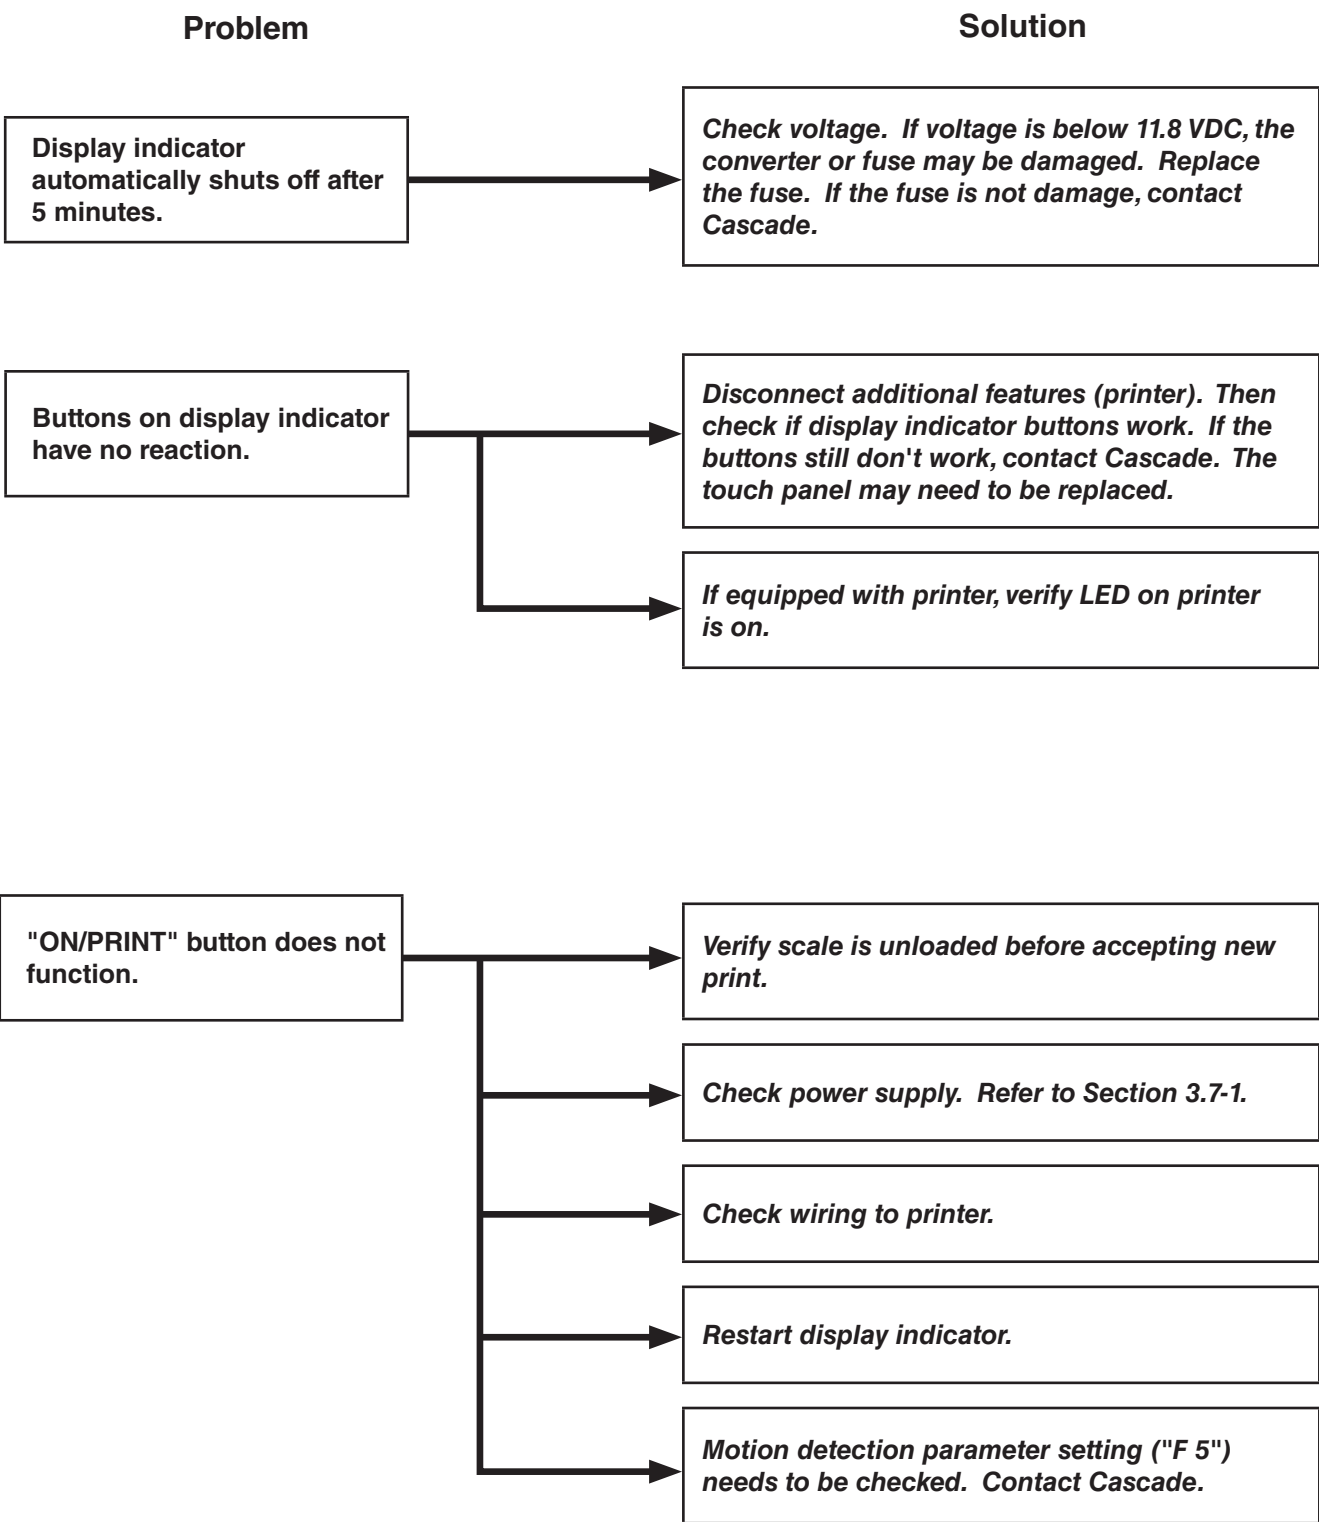 Problem
Solution
Display indicator
automatically shuts off after
5 minutes.
Check voltage.  If voltage is below 11.8 VDC, the
converter or fuse may be damaged.  Replace
the fuse.  If the fuse is not damage, contact
Cascade.
Buttons on display indicator
have no reaction.
Disconnect additional features (printer).  Then
check if display indicator buttons work.  If the
buttons still don't work, contact Cascade.  The
touch panel may need to be replaced.
If equipped with printer, verify LED on printer
is on.
"ON/PRINT" button does not
function.
Verify scale is unloaded before accepting new
print.
Check power supply.  Refer to Section 3.7-1.
Check wiring to printer.
Restart display indicator.
Motion detection parameter setting ("F 5")
needs to be checked.  Contact Cascade.